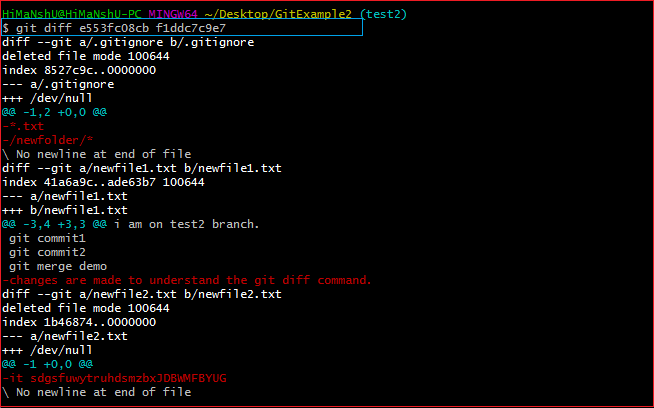 HiMaNshU@HiMaNshU-PC MINGW64 ~/Desktop/GitExample2 (test2)
$ git diff e553fc08cb f1ddc7c9e7
diff --git a/.gitignore b/.gitignore
deleted file mode 100644
index 8527c9c..0000000
--- a/.gitignore
+++ /dev/null
@@ -1,2 +0,0 @@
-*.txt
-/newfolder/*
\ No newline at end of file
diff --git a/newfile1.txt b/newfile1.txt
index 41a6a9c..ade63b7 100644
--- a/newfile1.txt
+++ b/newfile1.txt
@@ -3,4 +3,3 @@ i am on test2 branch.
 git commit1
 git commit2
 git merge demo
-changes are made to understand the git diff command.
diff --git a/newfile2.txt b/newfile2.txt
deleted file mode 100644
index 1b46874..0000000
--- a/newfile2.txt
+++ /dev/null
@@ -1 +0,0 @@
-it sdgsfuwytruhdsmzbxJDBWMFBYUG
\ No newline at end of file